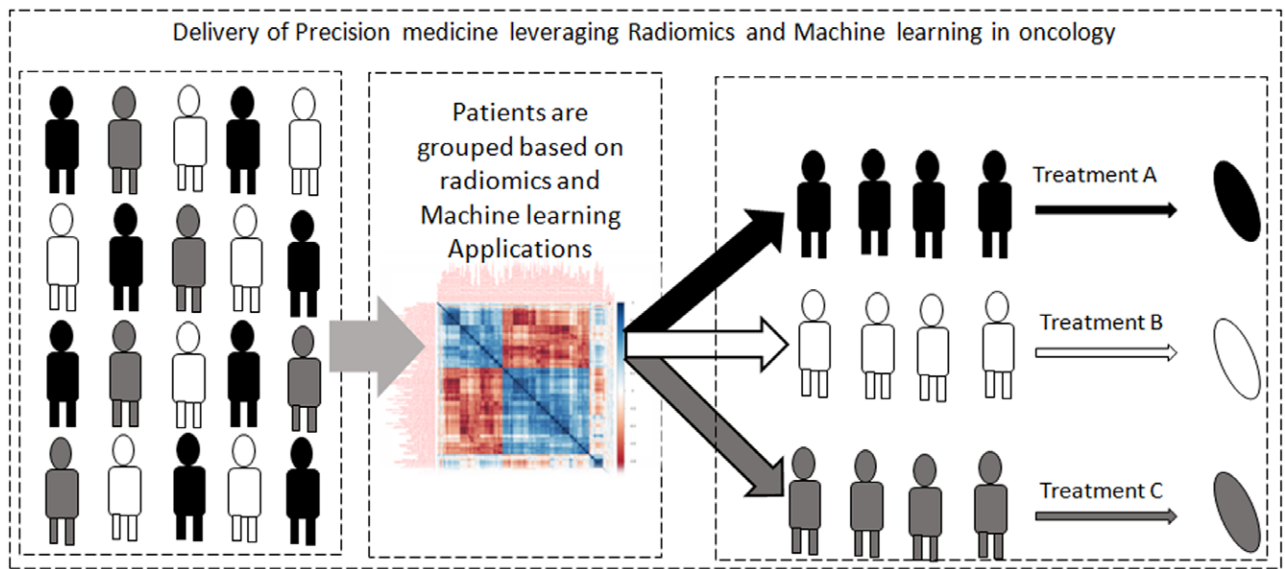 Delivery of Precision medicine leveraging Radiomics and Machine learning in oncology
Patients are
grouped based on
radiomics and
Machine learning
Applications
Treatment A
Treatment B
Treatment C